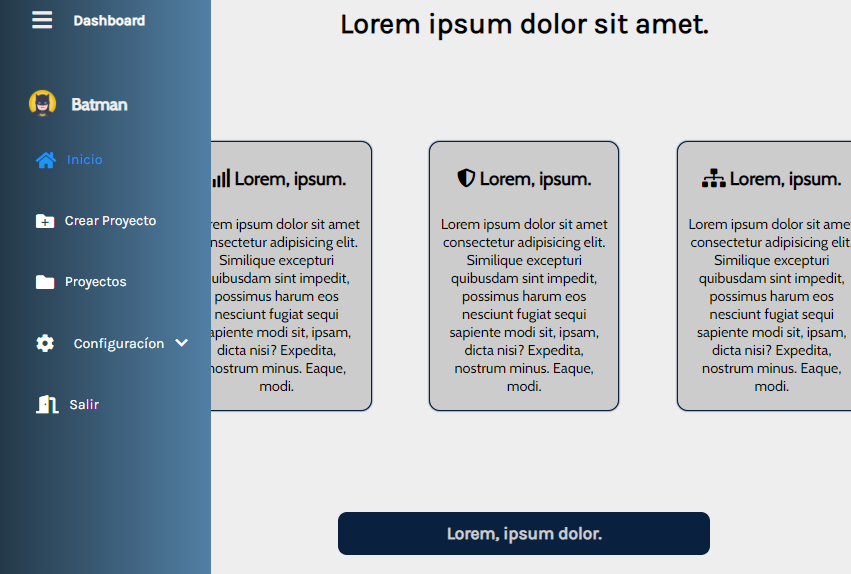 Dashboard
Lorem ipsum dolor sit amet.
Batman
Inicio
Crear Proyecto
Proyectos
Configuracíon
Salir
Lorem, ipsum.
rem ipsum dolor sit amet
nsectetur adipisicing elit.
Similique excepturi
quibusdam sint impedit,
possimus harum eos
nesciunt fugiat sequi
sapiente modi sit, ipsam,
dicta nisi? Expedita,
nostrum minus. Eaque,
modi.
Lorem, ipsum.
Lorem ipsum dolor sit amet
consectetur adipisicing elit.
Similique excepturi
quibusdam sint impedit,
possimus harum eos
nesciunt fugiat sequi
sapiente modi sit, ipsam,
dicta nisi? Expedita,
nostrum minus. Eaque,
modi.
Lorem, ipsum.
Lorem ipsum dolor sit ame
consectetur adipisicing elit
Similique excepturi
quibusdam sint impedit,
possimus harum eos
nesciunt fugiat sequi
sapiente modi sit, ipsam,
dicta nisi? Expedita,
nostrum minus. Eaque,
modi.
Lorem, ipsum dolor.